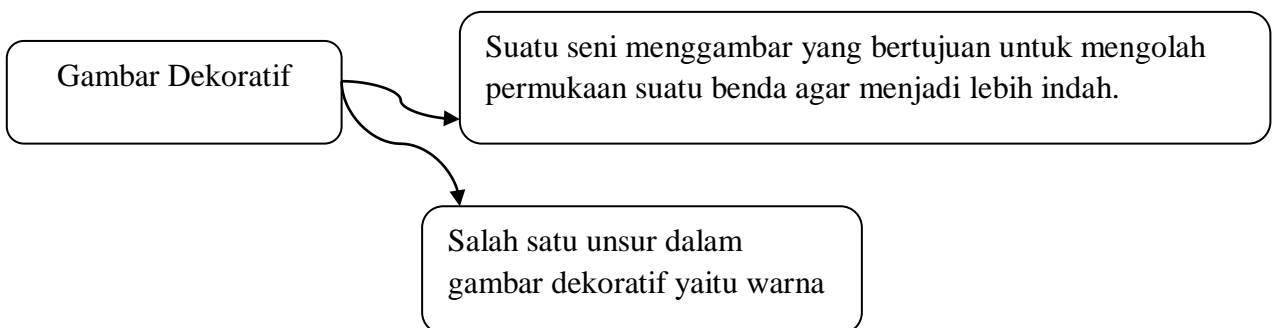 Gambar Dekoratif
Suatu seni menggambar yang bertujuan untuk mengolah
permukaan suatu benda agar menjadi lebih indah.
Salah satu unsur dalam
gambar dekoratif yaitu warna